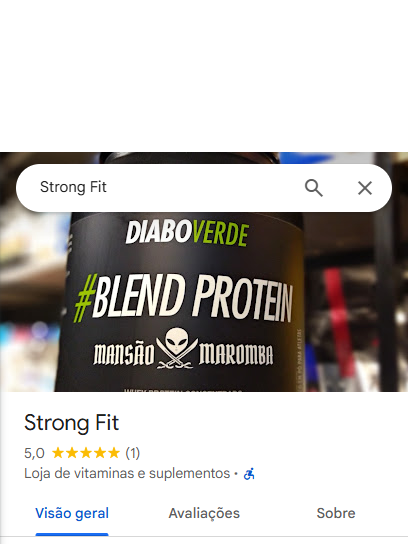 Strong Fit
DIABOVERDE
#BLEND PROTEIN
MANSÃO MAROMBA
Strong Fit
5,0 (1)
Loja de vitaminas e suplementos ·
Visão geral Avaliações Sobre